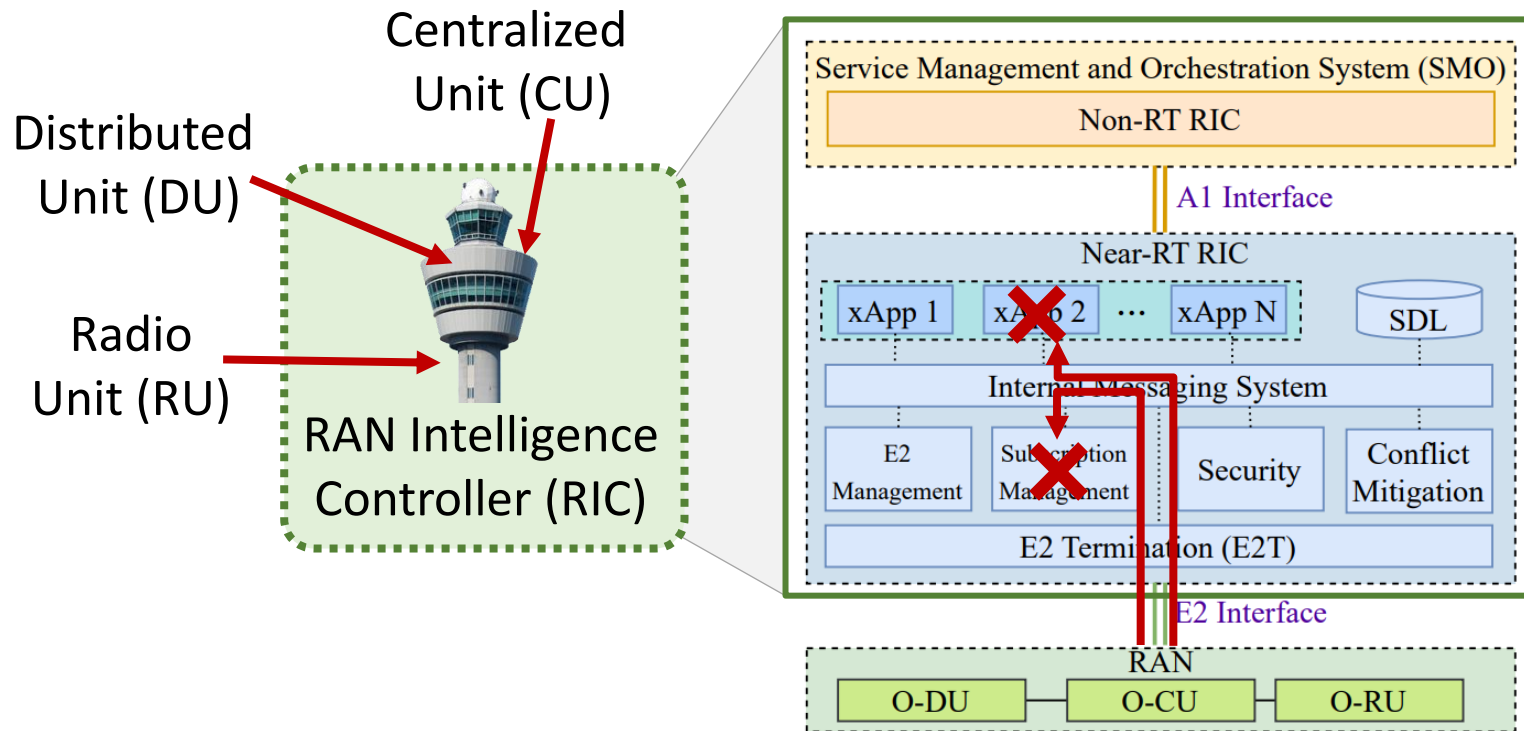 Centralized
Unit (CU)
Distributed
Unit (DU)
Radio
Unit (RU)
RAN Intelligence
Controller (RIC)
Service Management and Orchestration System (SMO)
Non-RT RIC
A1 Interface
Near-RT RIC
xApp 1
xApp 2
...
xApp N
SDL
Internal Messaging System
E2
Management
Subscription
Management
Security
Conflict
Mitigation
E2 Termination (E2T)
E2 Interface
RAN
O-DU
O-CU
O-RU